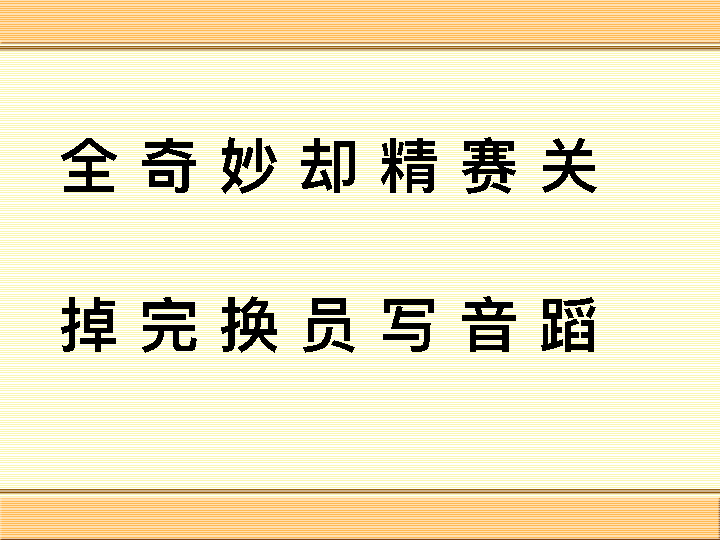 全 奇 妙 却 精 赛 关
掉 完 换 员 写 音 蹈